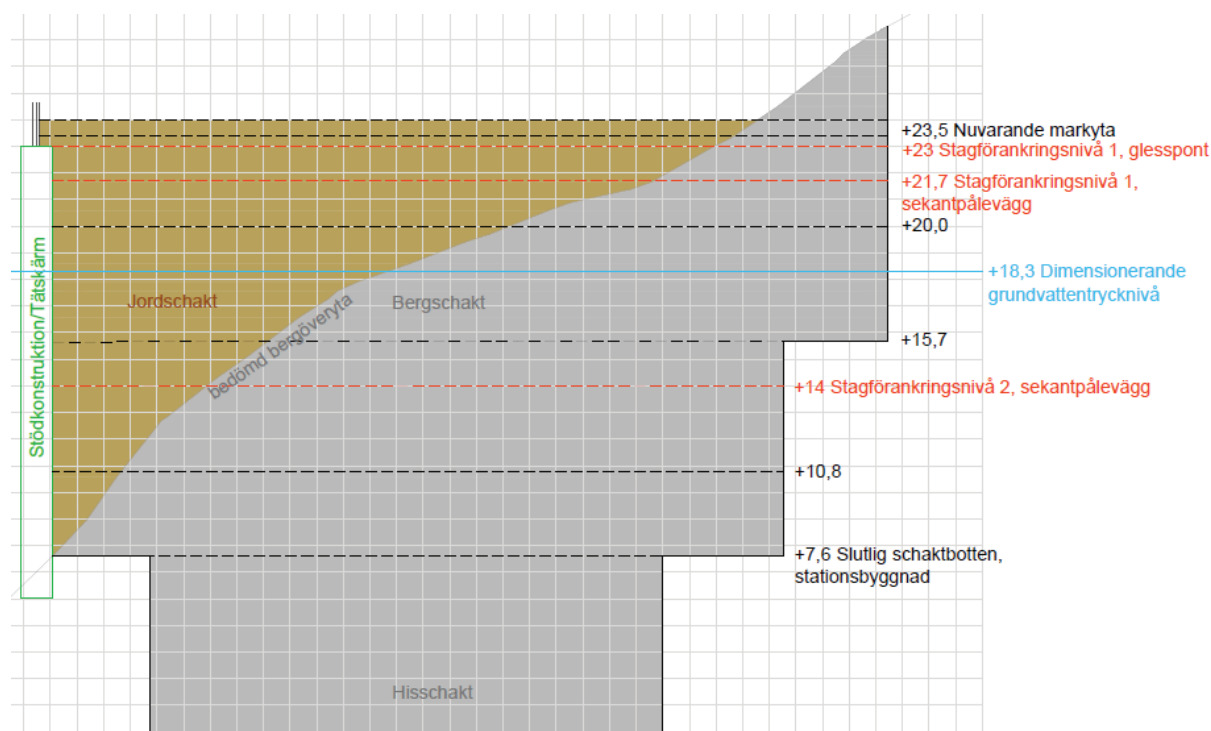 +23,5 Nuvarande markyta
+23 Stagförankringsnivå 1, glesspont
+21,7 Stagförankringsnivå 1,
sekantpålevägg
+20,0
+18,3 Dimensionerande
grundvattentrycknivå
Stödkonstruktion/Tätskärm
Jordschakt
bedömd bergöveryta
Bergschakt
+15,7
+14 Stagförankringsnivå 2, sekantpålevägg
+10,8
+7,6 Slutlig schaktbotten,
stationsbyggnad
Hisschakt